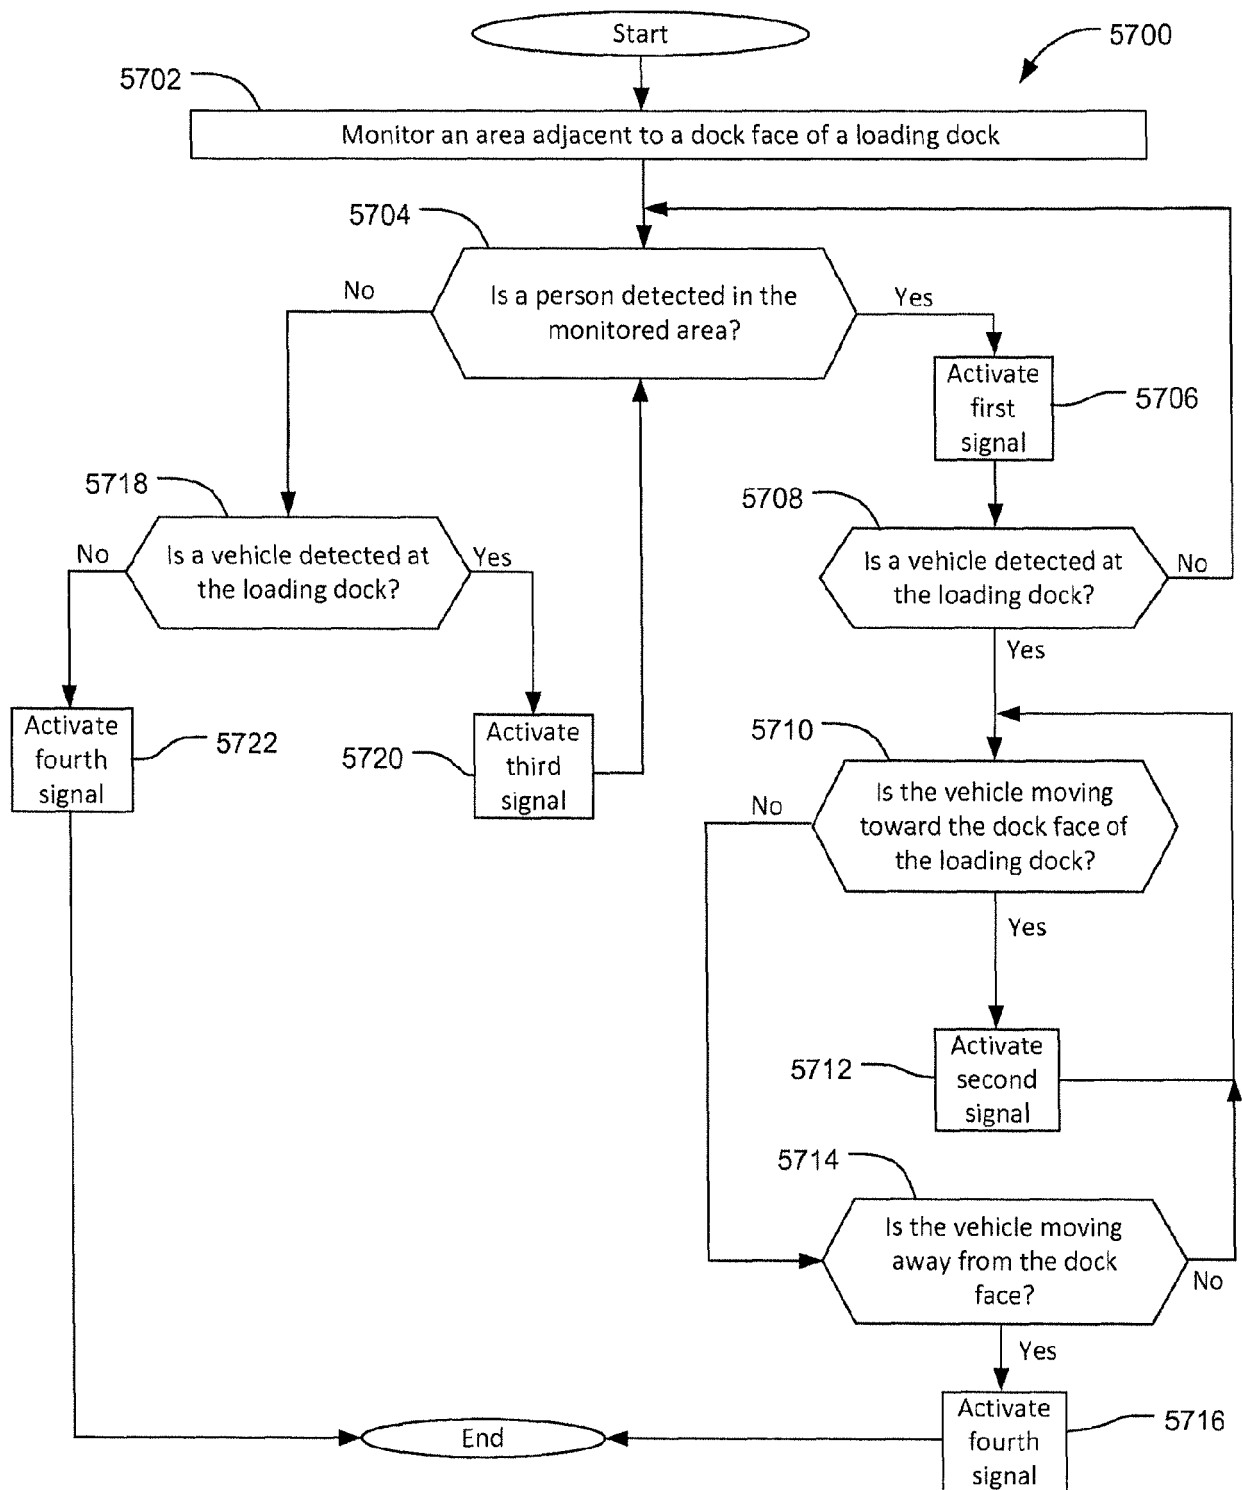 Start
5700
5702
Monitor an area adjacent to a dock face of a loading dock
5704
Is a person detected in the
monitored area?
No
Yes
Activate
first
signal
5706
5718
Is a vehicle detected at
the loading dock?
No
Yes
5708
Is a vehicle detected at
the loading dock?
No
Yes
Activate
fourth
signal
5722
5720
Activate
third
signal
5710
Is the vehicle moving
toward the dock face of
the loading dock?
No
Yes
5712
Activate
second
signal
5714
Is the vehicle moving
away from the dock
face?
No
Yes
Activate
fourth
signal
5716
End